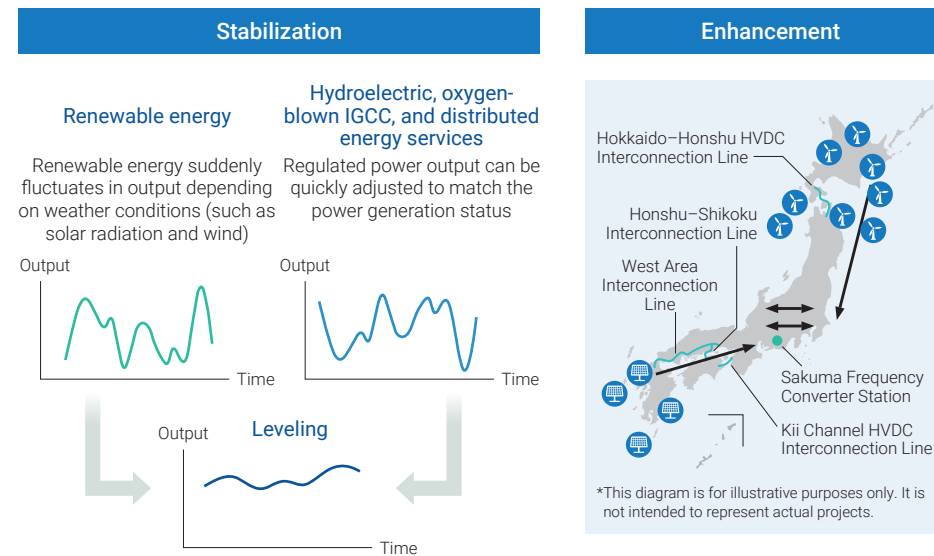 Stabilization
Renewable energy
Renewable energy suddenly
fluctuates in output depending
on weather conditions (such as
solar radiation and wind)
Output
Time
Hydroelectric, oxygen-
blown IGCC, and distributed
energy services
Regulated power output can be
quickly adjusted to match the
power generation status
Output
Time
Output
Leveling
Time
Enhancement
Hokkaido–Honshu HVDC
Interconnection Line
Honshu–Shikoku
Interconnection Line
West Area
Interconnection
Line
Sakuma Frequency
Converter Station
Kii Channel HVDC
Interconnection Line
*This diagram is for illustrative purposes only. It is
not intended to represent actual projects.